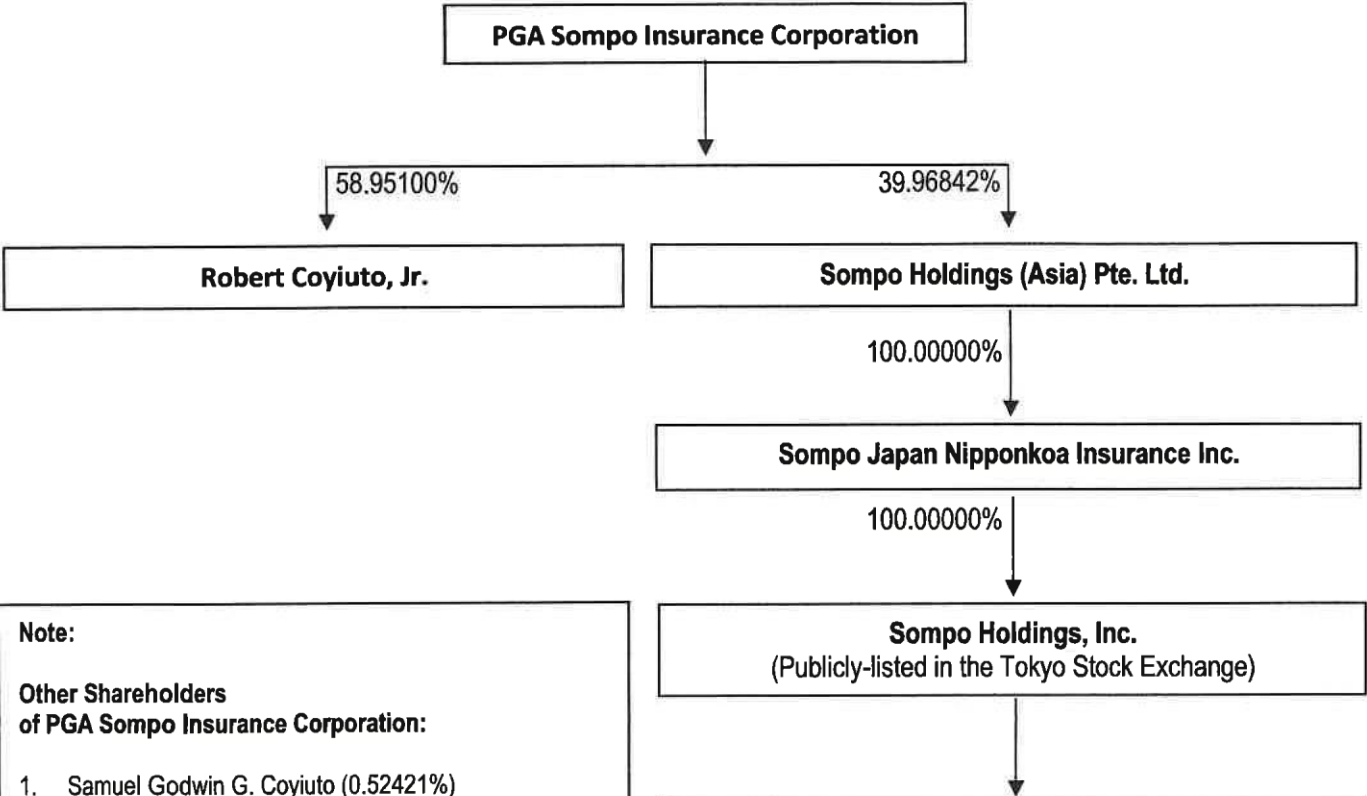 PGA Sompo Insurance Corporation
58.95100%
39.96842%
Robert Coyiuto, Jr.
Sompo Holdings (Asia) Pte. Ltd.
100.00000%
Sompo Japan Nipponkoa Insurance Inc.
100.00000%
Sompo Holdings, Inc.
(Publicly-listed in the Tokyo Stock Exchange)
Note:
Other Shareholders
of PGA Sompo Insurance Corporation:
1. Samuel Godwin G. Coyiuto (0.52421%)